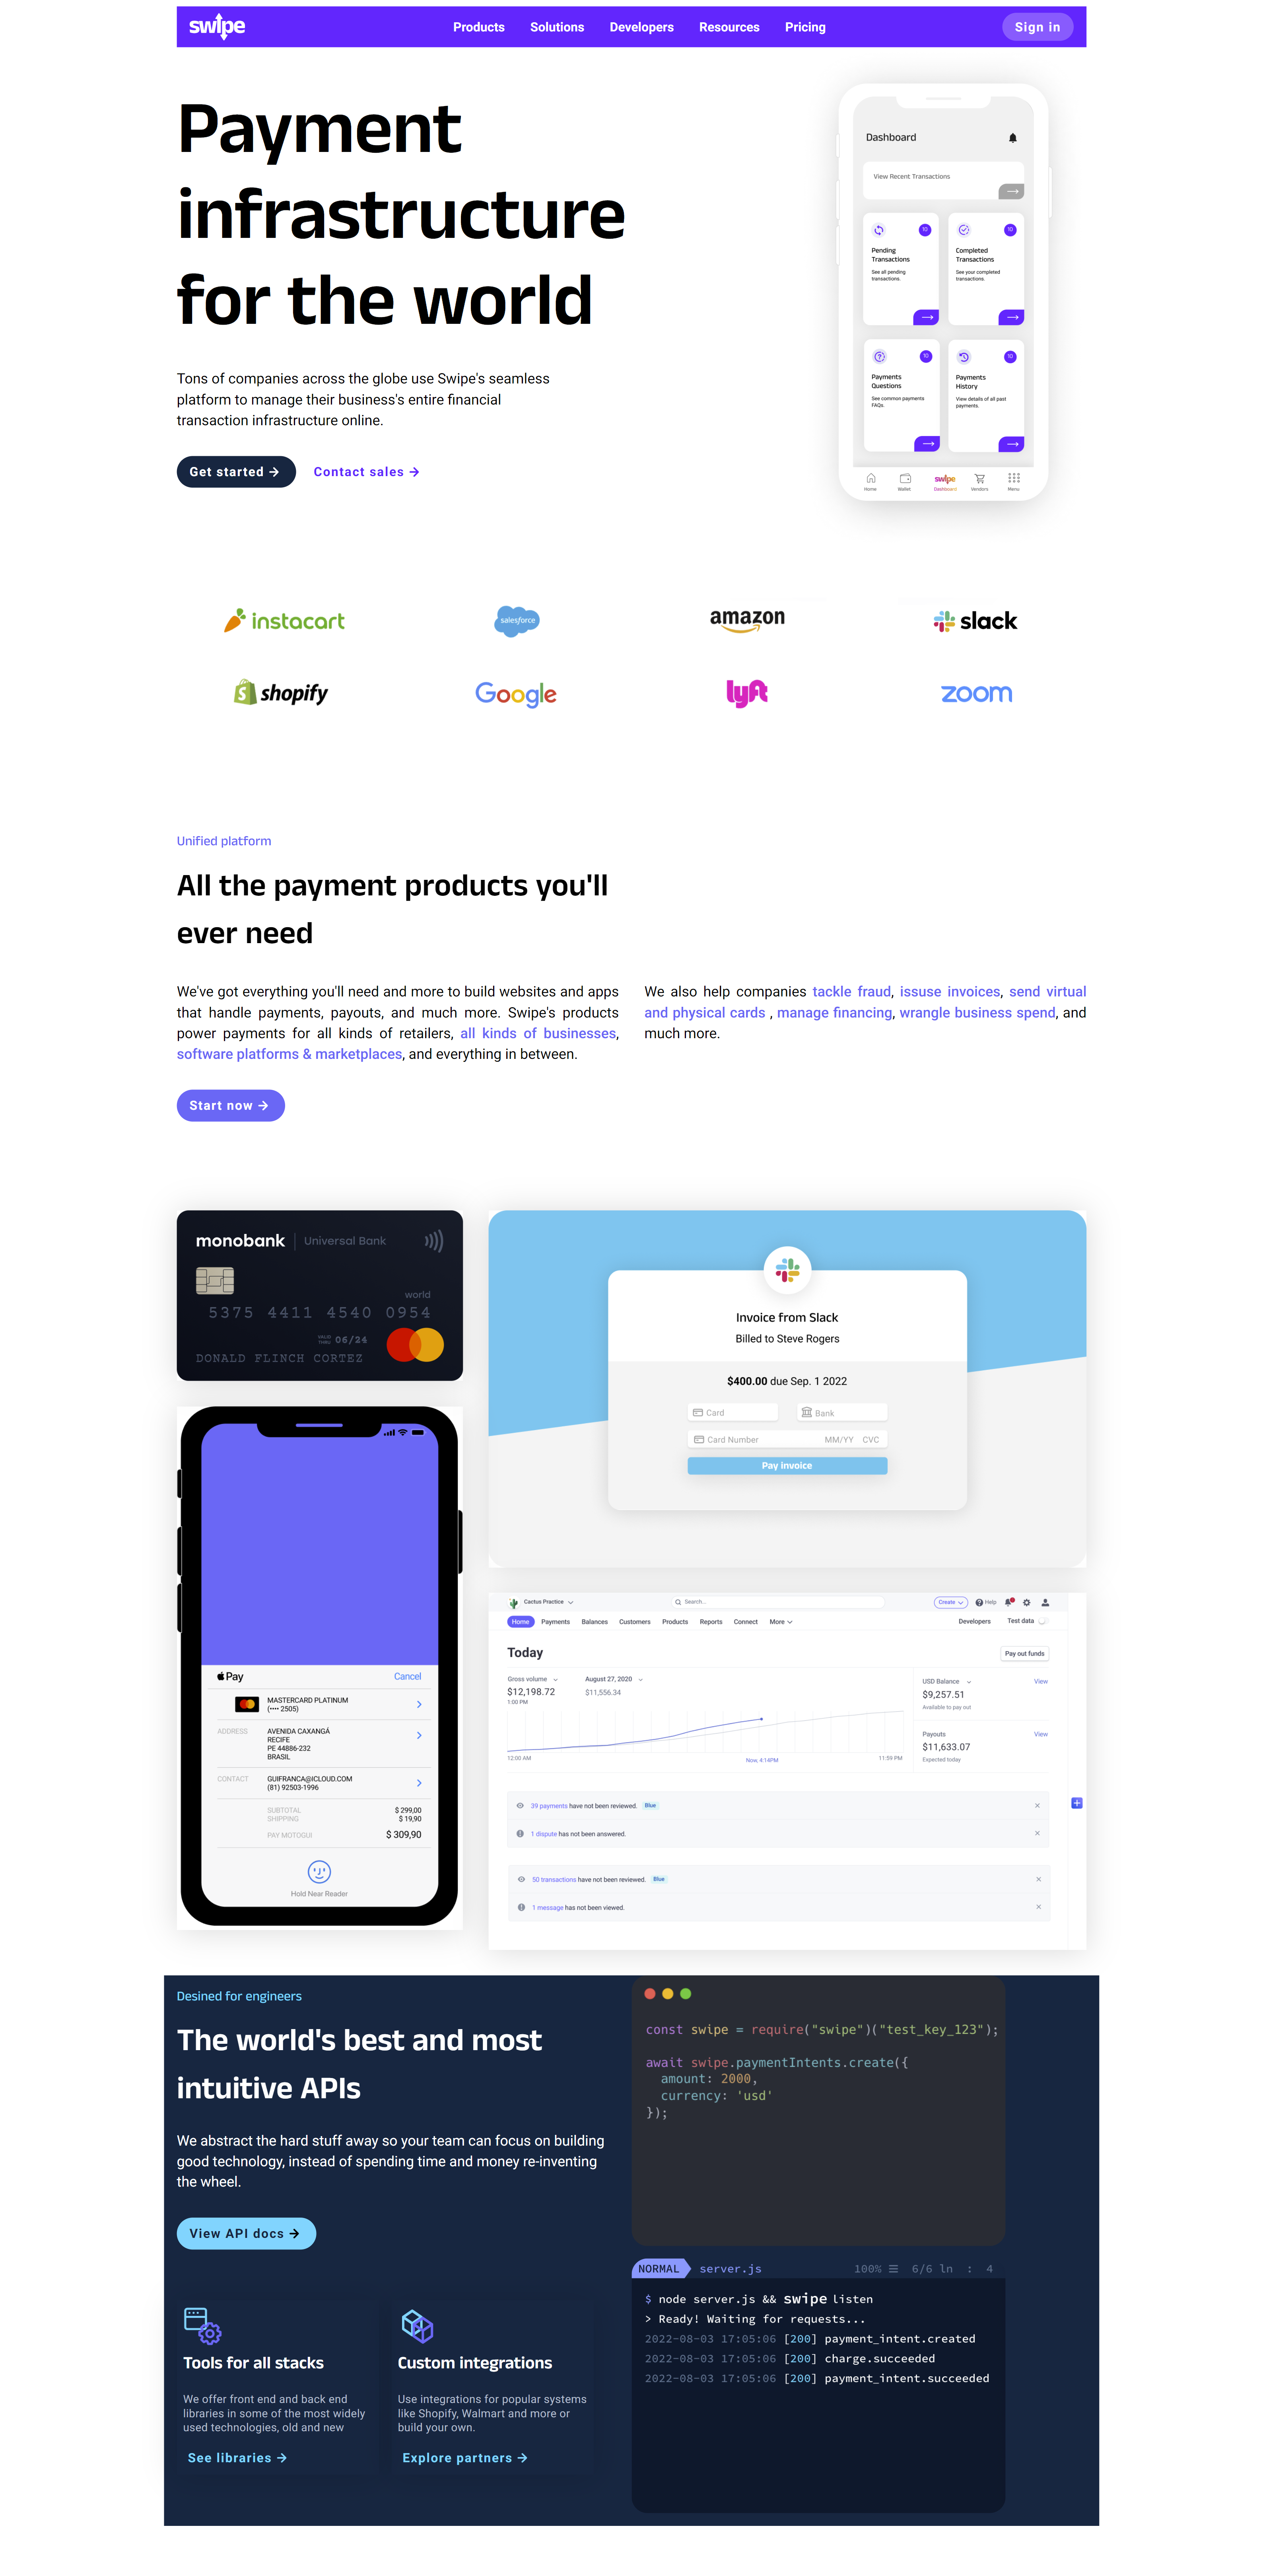 swipe
Products Solutions Developers Resources Pricing
Sign in
Payment
infrastructure
for the world
Tons of companies across the globe use Swipe's seamless
platform to manage their business's entire financial
transaction infrastructure online.
Get started →
Contact sales →
Dashboard
View Recent Transactions
10
Pending
Transactions
See all pending
transactions.
10
Completed
Transactions
See your completed
transactions.
10
Payments
Questions
See common payments
FAQs.
10
Payments
History
View details of all past
payments.
Home Wallet swipe Dashboard Vendors Menu
instacart salesforce amazon slack
shopify Google lyft zoom
Unified platform
All the payment products you'll
ever need
We've got everything you'll need and more to build websites and apps
that handle payments, payouts, and much more. Swipe's products
power payments for all kinds of retailers, all kinds of businesses,
software platforms & marketplaces, and everything in between.
We also help companies tackle fraud, issuse invoices, send virtual
and physical cards , manage financing, wrangle business spend, and
much more.
Start now →
monobank | Universal Bank
world
5375 4411 4540 0954
VALID
THRU 06/24
DONALD FLINCH CORTEZ
Invoice from Slack
Billed to Steve Rogers
$400.00 due Sep. 1 2022
Card Bank
Card Number MM/YY CVC
Pay invoice
Pay Cancel
MASTERCARD PLATINUM
(•••• 2505)
ADDRESS AVENIDA CAXANGÁ
RECIFE
PE 44886-232
BRASIL
CONTACT GUIFRANCA@ICLOUD.COM
(81) 92503-1996
SUBTOTAL $ 299,00
SHIPPING $ 19,90
PAY MOTOGUI $ 309,90
Hold Near Reader
Cactus Practice Search... Create Help
Home Payments Balances Customers Products Reports Connect More Developers Test data
Today
Pay out funds
Gross volume August 27, 2020
$12,198.72 $11,556.34
1:00 PM
12:00 AM Now, 4:14PM 11:59 PM
USD Balance View
$9,257.51
Available to pay out
Payouts View
$11,633.07
Expected today
39 payments have not been reviewed. Blue
1 dispute has not been answered.
50 transactions have not been reviewed. Blue
1 message has not been viewed.
Desined for engineers
The world's best and most
intuitive APIs
We abstract the hard stuff away so your team can focus on building
good technology, instead of spending time and money re-inventing
the wheel.
View API docs →
Tools for all stacks
We offer front end and back end
libraries in some of the most widely
used technologies, old and new
See libraries →
Custom integrations
Use integrations for popular systems
like Shopify, Walmart and more or
build your own.
Explore partners →
const swipe = require("swipe")("test_key_123");
await swipe.paymentIntents.create({
amount: 2000,
currency: 'usd'
});
NORMAL server.js 100% ☰ 6/6 ln : 4
$ node server.js && swipe listen
> Ready! Waiting for requests...
2022-08-03 17:05:06 [200] payment_intent.created
2022-08-03 17:05:06 [200] charge.succeeded
2022-08-03 17:05:06 [200] payment_intent.succeeded